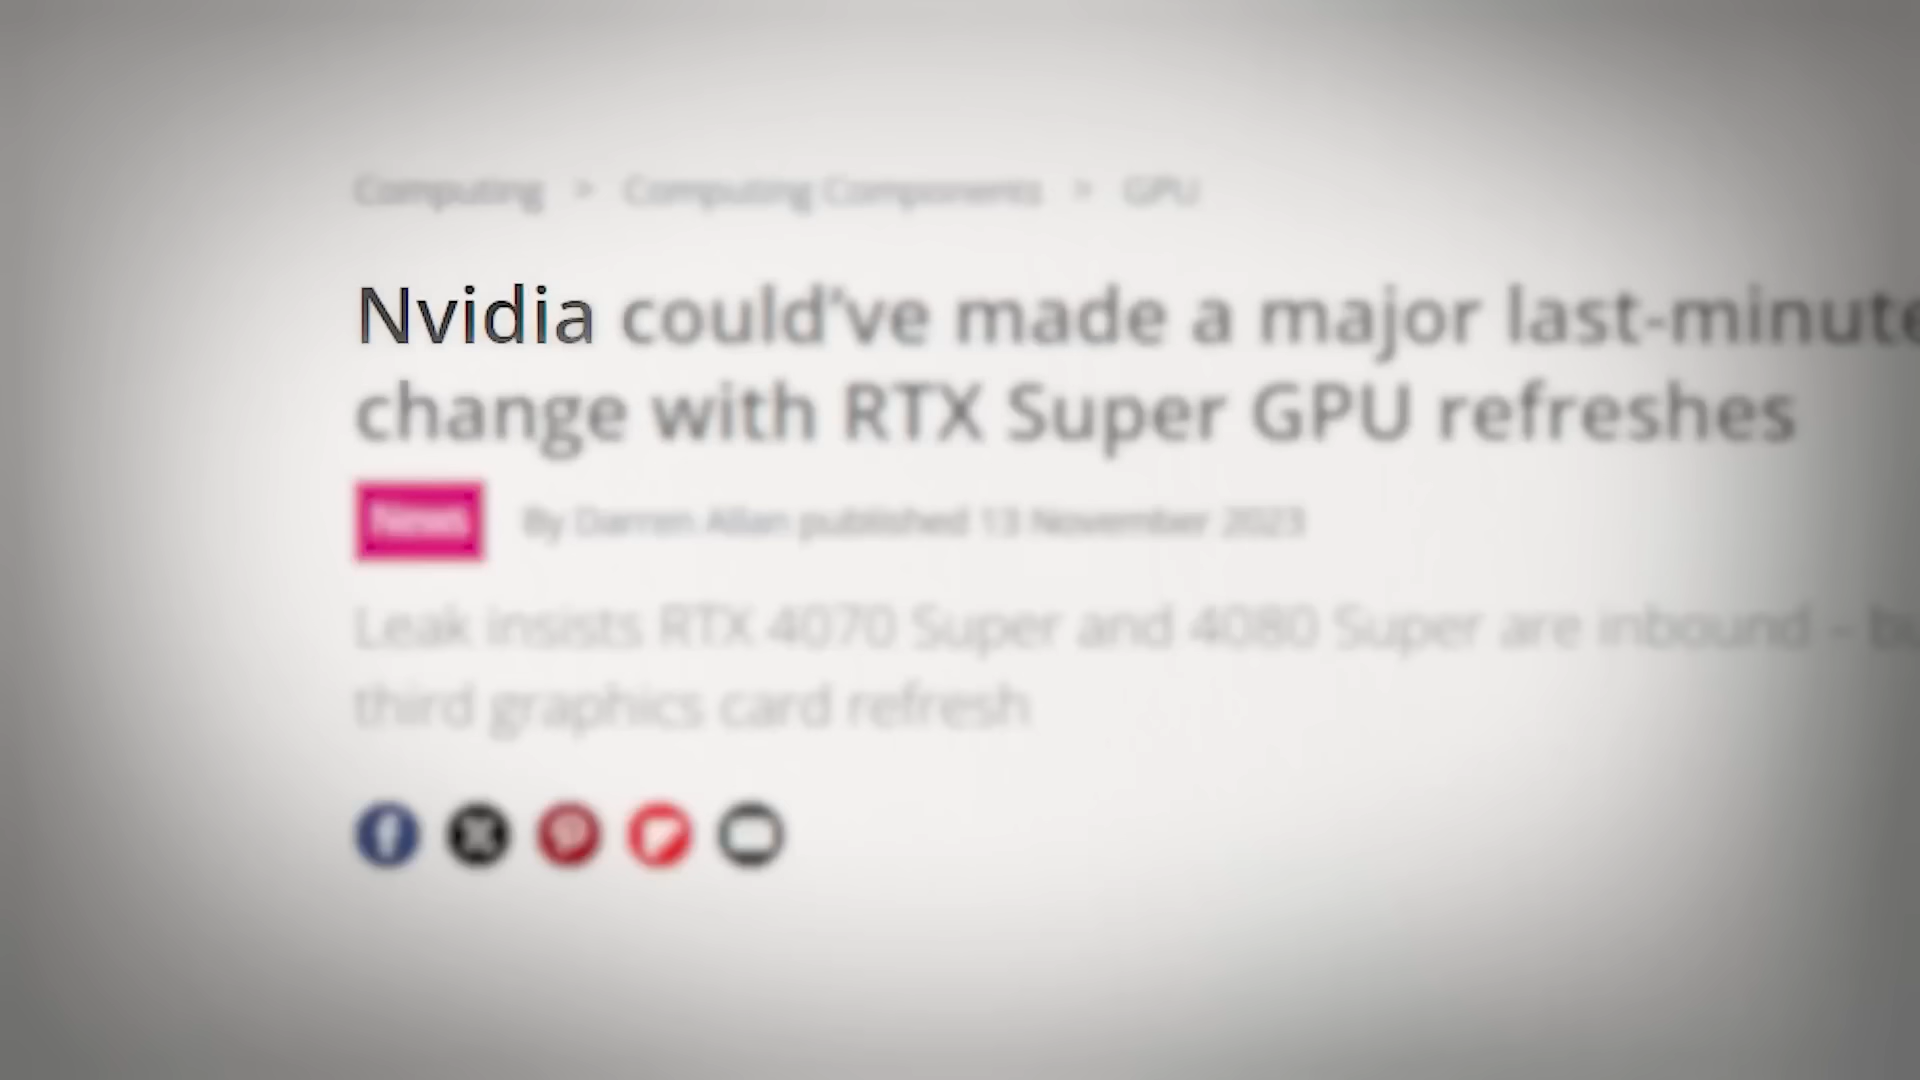 Computing > Computing Components > GPU
Nvidia could've made a major last-minute
change with RTX Super GPU refreshes
News By Darren Allan published 13 November 2023
Leak insists RTX 4070 Super and 4080 Super are inbound –
third graphics card refresh